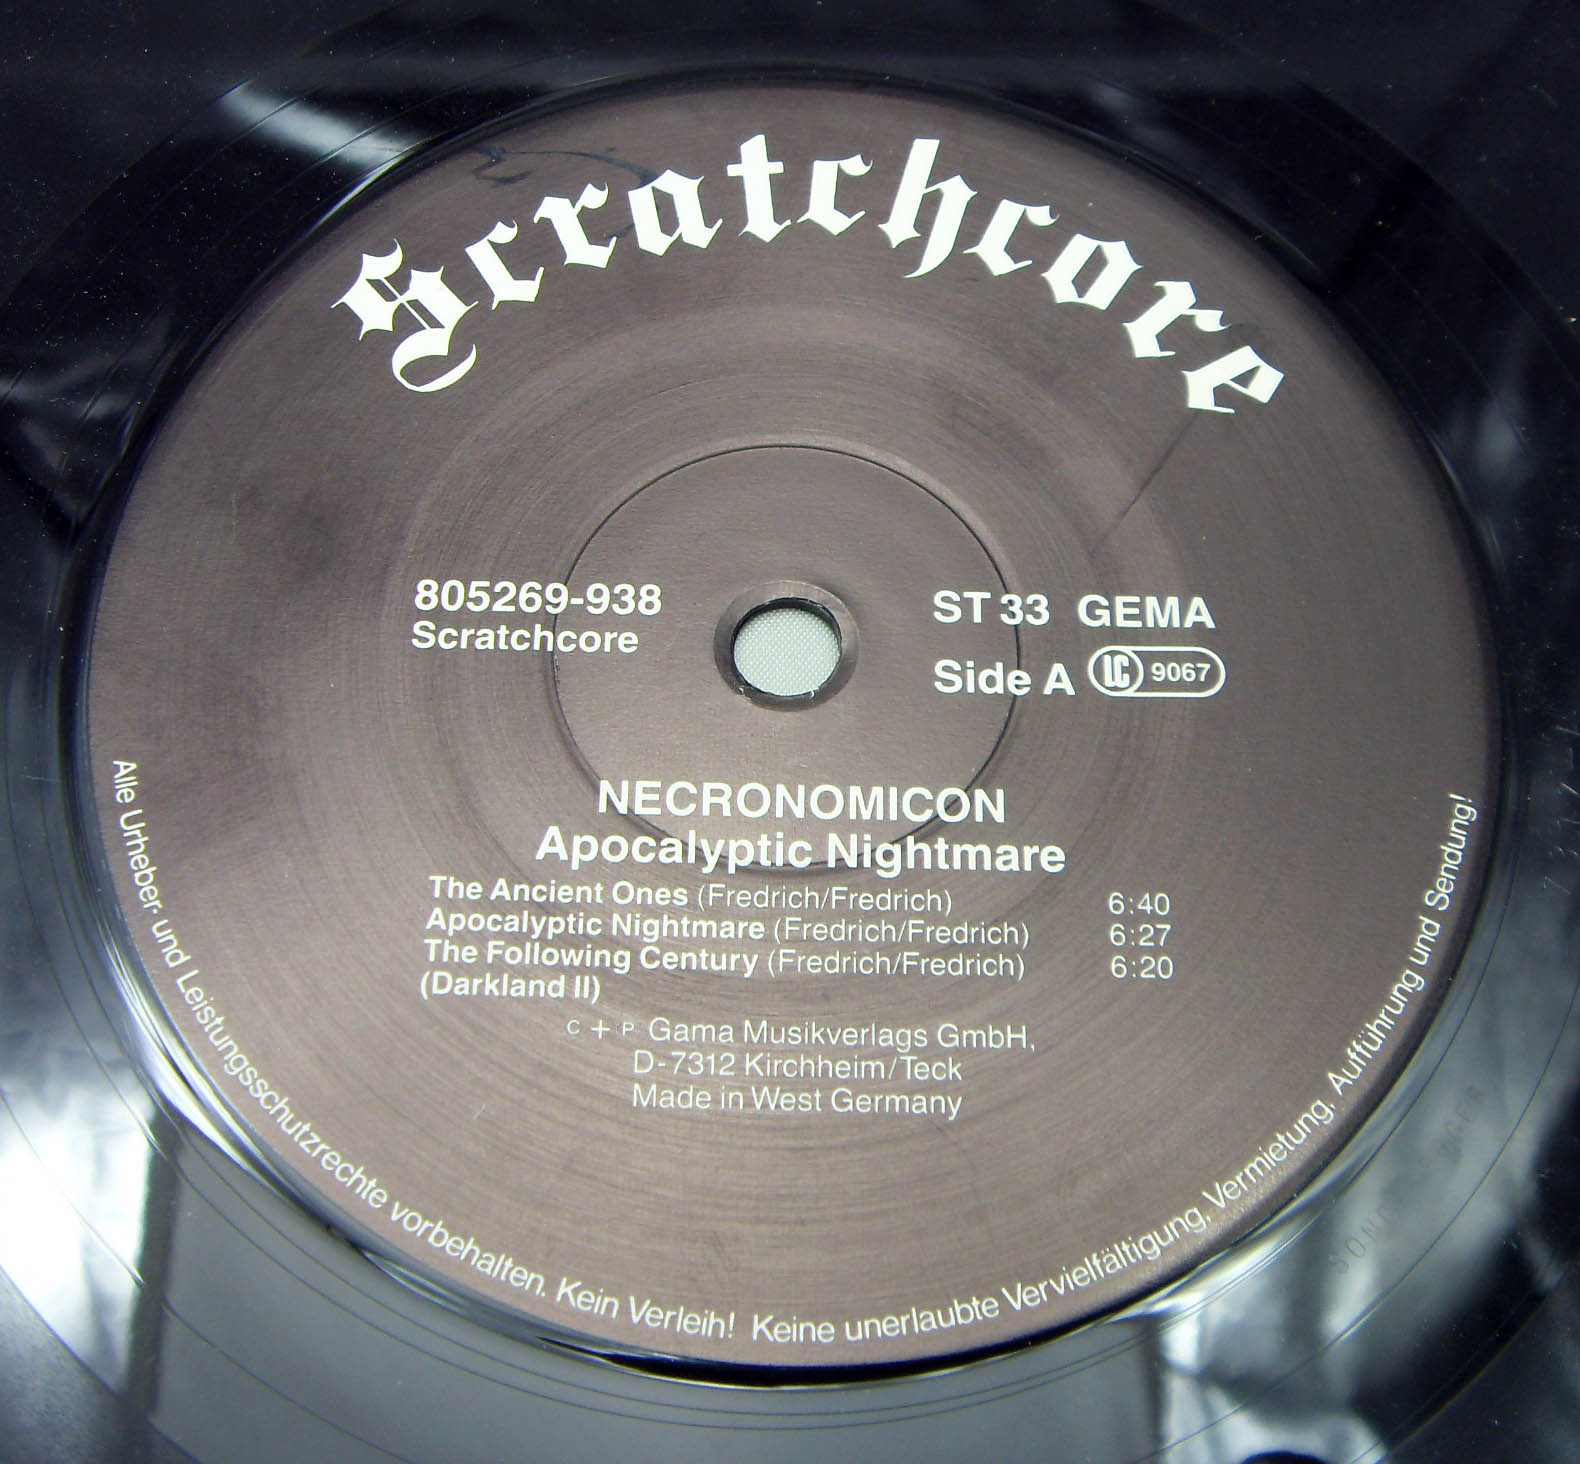 Scratchcore
805269-938
Scratchcore
ST 33 GEMA
Side A LC 9067
NECRONOMICON
Apocalyptic Nightmare
The Ancient Ones (Fredrich/Fredrich) 6:40
Apocalyptic Nightmare (Fredrich/Fredrich) 6:27
The Following Century (Fredrich/Fredrich) 6:20
(Darkland II)
C + P Gama Musikverlags GmbH,
D-7312 Kirchheim/Teck
Made in West Germany
Alle Urheber- und Leistungsschutzrechte vorbehalten. Kein Verleih! Keine unerlaubte Vervielfältigung, Vermietung, Aufführung und Sendung!